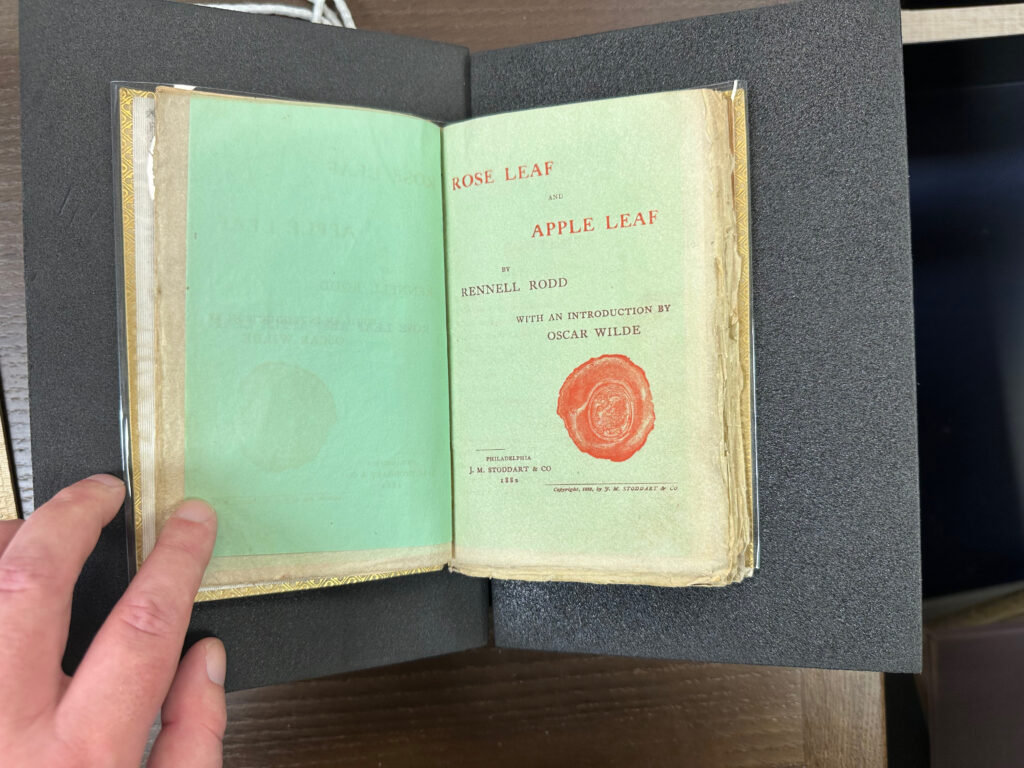 ROSE LEAF
AND
APPLE LEAF
BY
RENNELL RODD
WITH AN INTRODUCTION BY
OSCAR WILDE
PHILADELPHIA
J. M. STODDART & CO
1882
Copyright, 1882, by J. M. STODDART & CO